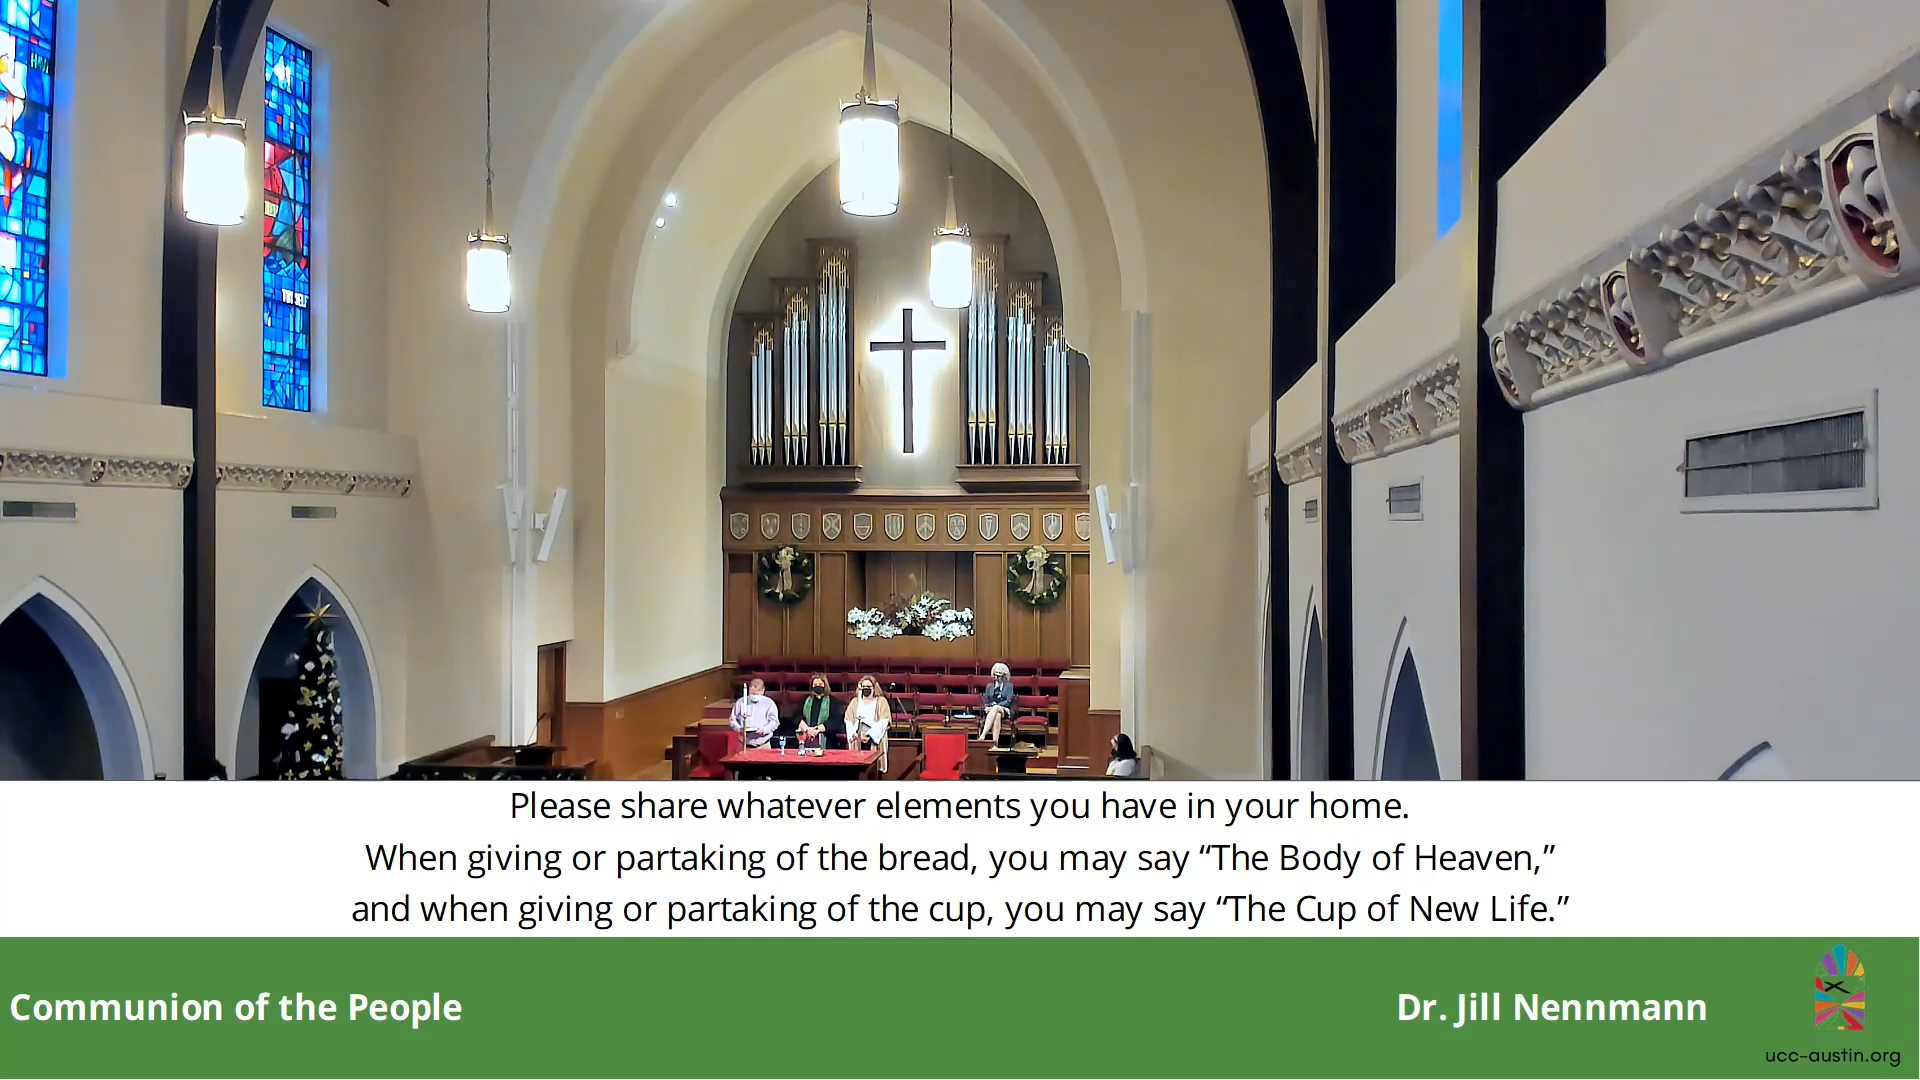 THY SELF
Please share whatever elements you have in your home.
When giving or partaking of the bread, you may say “The Body of Heaven,”
and when giving or partaking of the cup, you may say “The Cup of New Life.”
Communion of the People
Dr. Jill Nennmann
ucc-austin.org